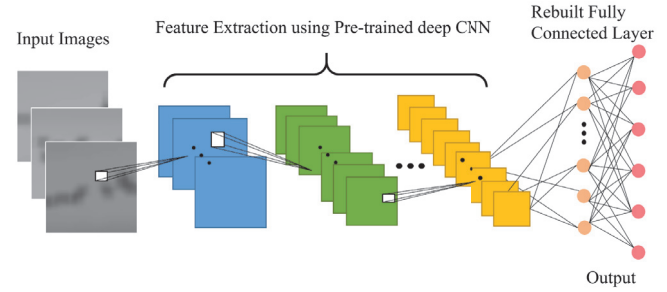 Input Images
Feature Extraction using Pre-trained deep CNN
Rebuilt Fully
Connected Layer
Output